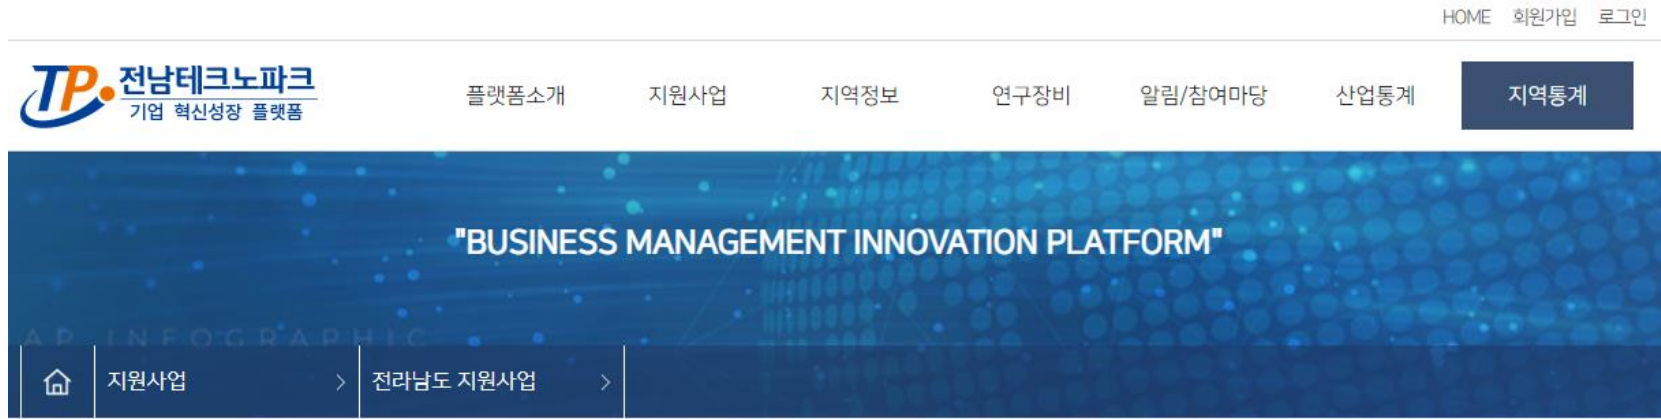 HOME 회원가입 로그인
TP 전남테크노파크
기업 혁신성장 플랫폼
플랫폼소개 지원사업 지역정보 연구장비 알림/참여마당 산업통계 지역통계
"BUSINESS MANAGEMENT INNOVATION PLATFORM"
AP INFOGRAPHIC
지원사업 > 전라남도 지원사업 >